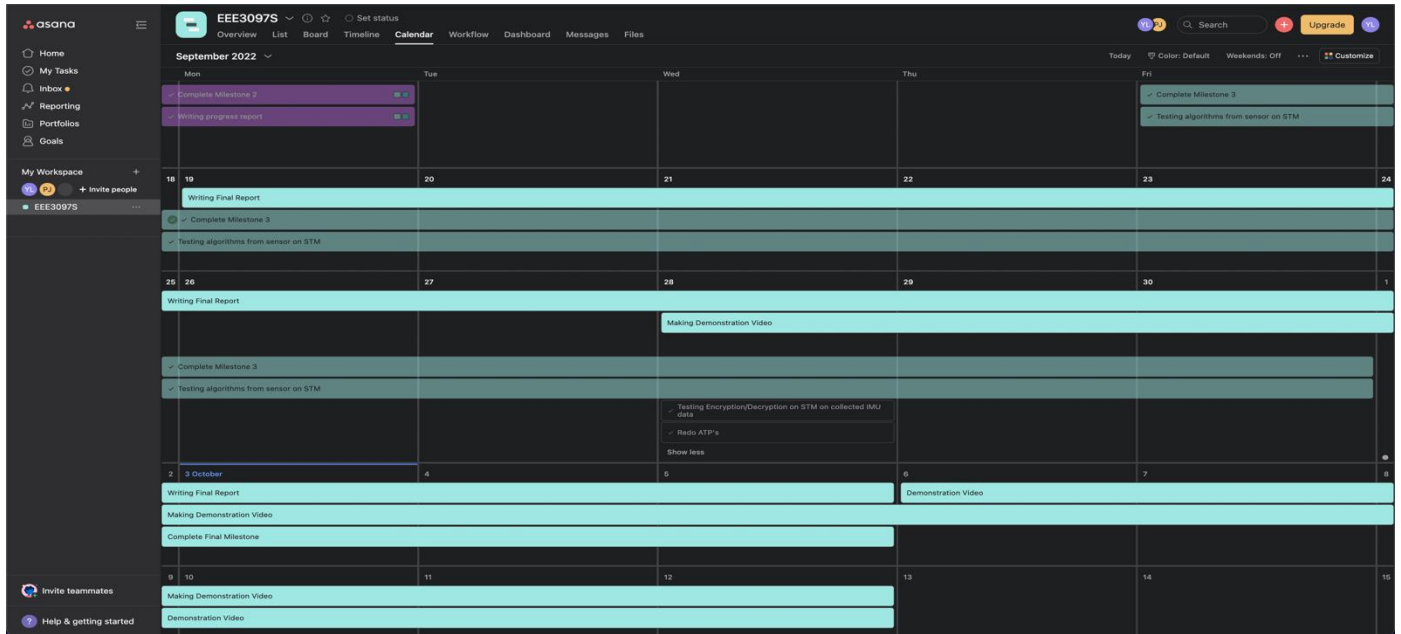 asana
EEE3097S
Set status
YL
PJ
Search
Upgrade
YL
Overview List Board Timeline Calendar Workflow Dashboard Messages Files
Home
My Tasks
Inbox
Reporting
Portfolios
Goals
My Workspace +
YL PJ + Invite people
EEE3097S ...
Invite teammates
? Help & getting started
September 2022
Today Color: Default Weekends: Off ... Customize
Mon Tue Wed Thu Fri
Complete Milestone 2
Complete Milestone 3
Writing progress report
Testing algorithms from sensor on STM
18 19 20 21 22 23 24
Writing Final Report
Complete Milestone 3
Testing algorithms from sensor on STM
25 26 27 28 29 30 1
Writing Final Report
Making Demonstration Video
Complete Milestone 3
Testing algorithms from sensor on STM
Testing Encryption/Decryption on STM on collected IMU
data
Redo ATP's
Show less
2 3 October 4 5 6 7 8
Writing Final Report
Demonstration Video
Making Demonstration Video
Complete Final Milestone
9 10 11 12 13 14 15
Making Demonstration Video
Demonstration Video